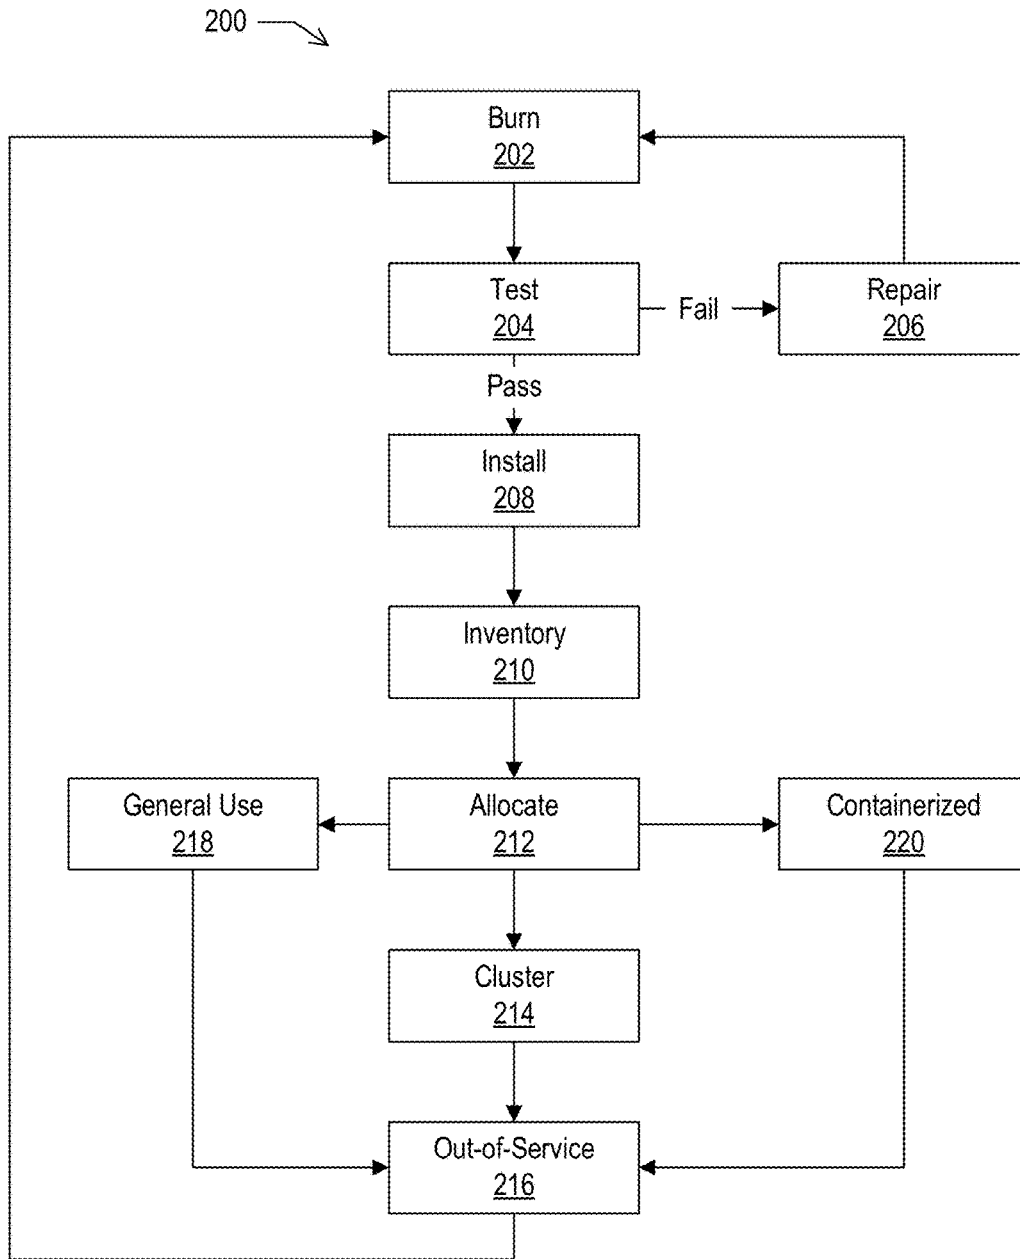 200
Burn
202
Test
204
Fail
Repair
206
Pass
Install
208
Inventory
210
General Use
218
Allocate
212
Containerized
220
Cluster
214
Out-of-Service
216